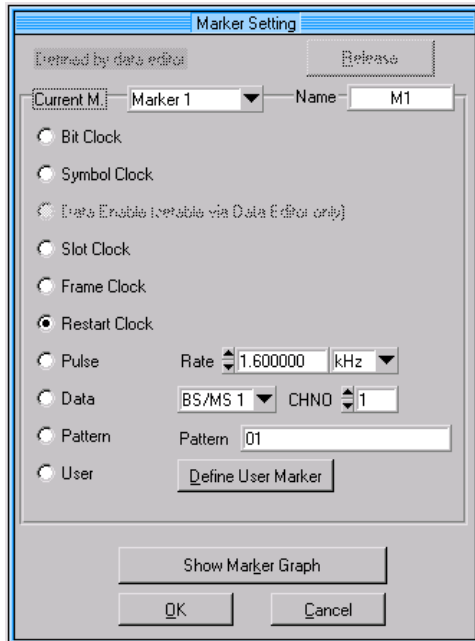 Marker Setting
Defined by data editor
Release
Current M. Marker 1 Name M1
Bit Clock
Symbol Clock
Data Enable (setable via Data Editor only)
Slot Clock
Frame Clock
Restart Clock
Pulse Rate 1.600000 kHz
Data BS/MS 1 CHNO 1
Pattern Pattern 01
User Define User Marker
Show Marker Graph
OK Cancel